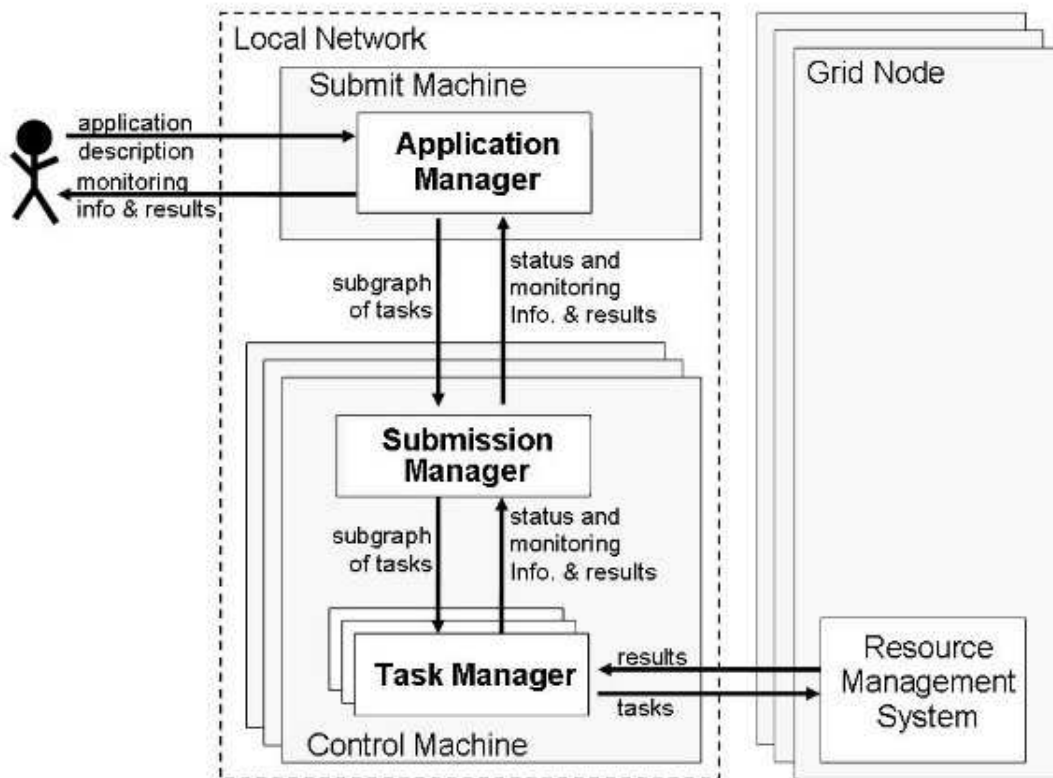 Local Network
Submit Machine
Grid Node
application
description
monitoring
info & results
Application
Manager
subgraph
of tasks
status and
monitoring
Info. & results
Submission
Manager
subgraph
of tasks
status and
monitoring
Info. & results
Task Manager
results
tasks
Resource
Management
System
Control Machine